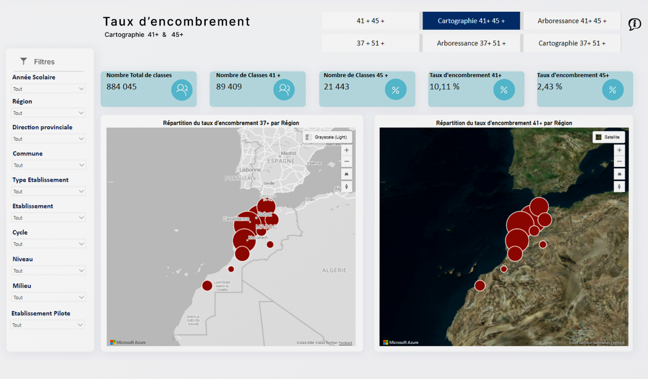 Taux d'encombrement
Cartographie 41+ & 45+
41 + 45 +
Cartographie 41+ 45 +
Arboressance 41+ 45 +
37 + 51 +
Arboressance 37+ 51 +
Cartographie 37+ 51 +
Filtres
Année Scolaire
Tout
Région
Tout
Direction provinciale
Tout
Commune
Tout
Type Etablissement
Tout
Etablissement
Tout
Cycle
Tout
Niveau
Tout
Milieu
Tout
Etablissement Pilote
Tout
Nombre Total de classes
884 045
Nombre de Classes 41 +
89 409
Nombre de Classes 45 +
21 443
Taux d'encombrement 41+
10,11 %
Taux d'encombrement 45+
2,43 %
Répartition du taux d'encombrement 37+ par Région
Grayscale (Light)
Madrid
ESPAGNE
Lisbonne
ALGÉRIE
Microsoft Azure
Répartition du taux d'encombrement 41+ par Région
Satellite
Microsoft Azure